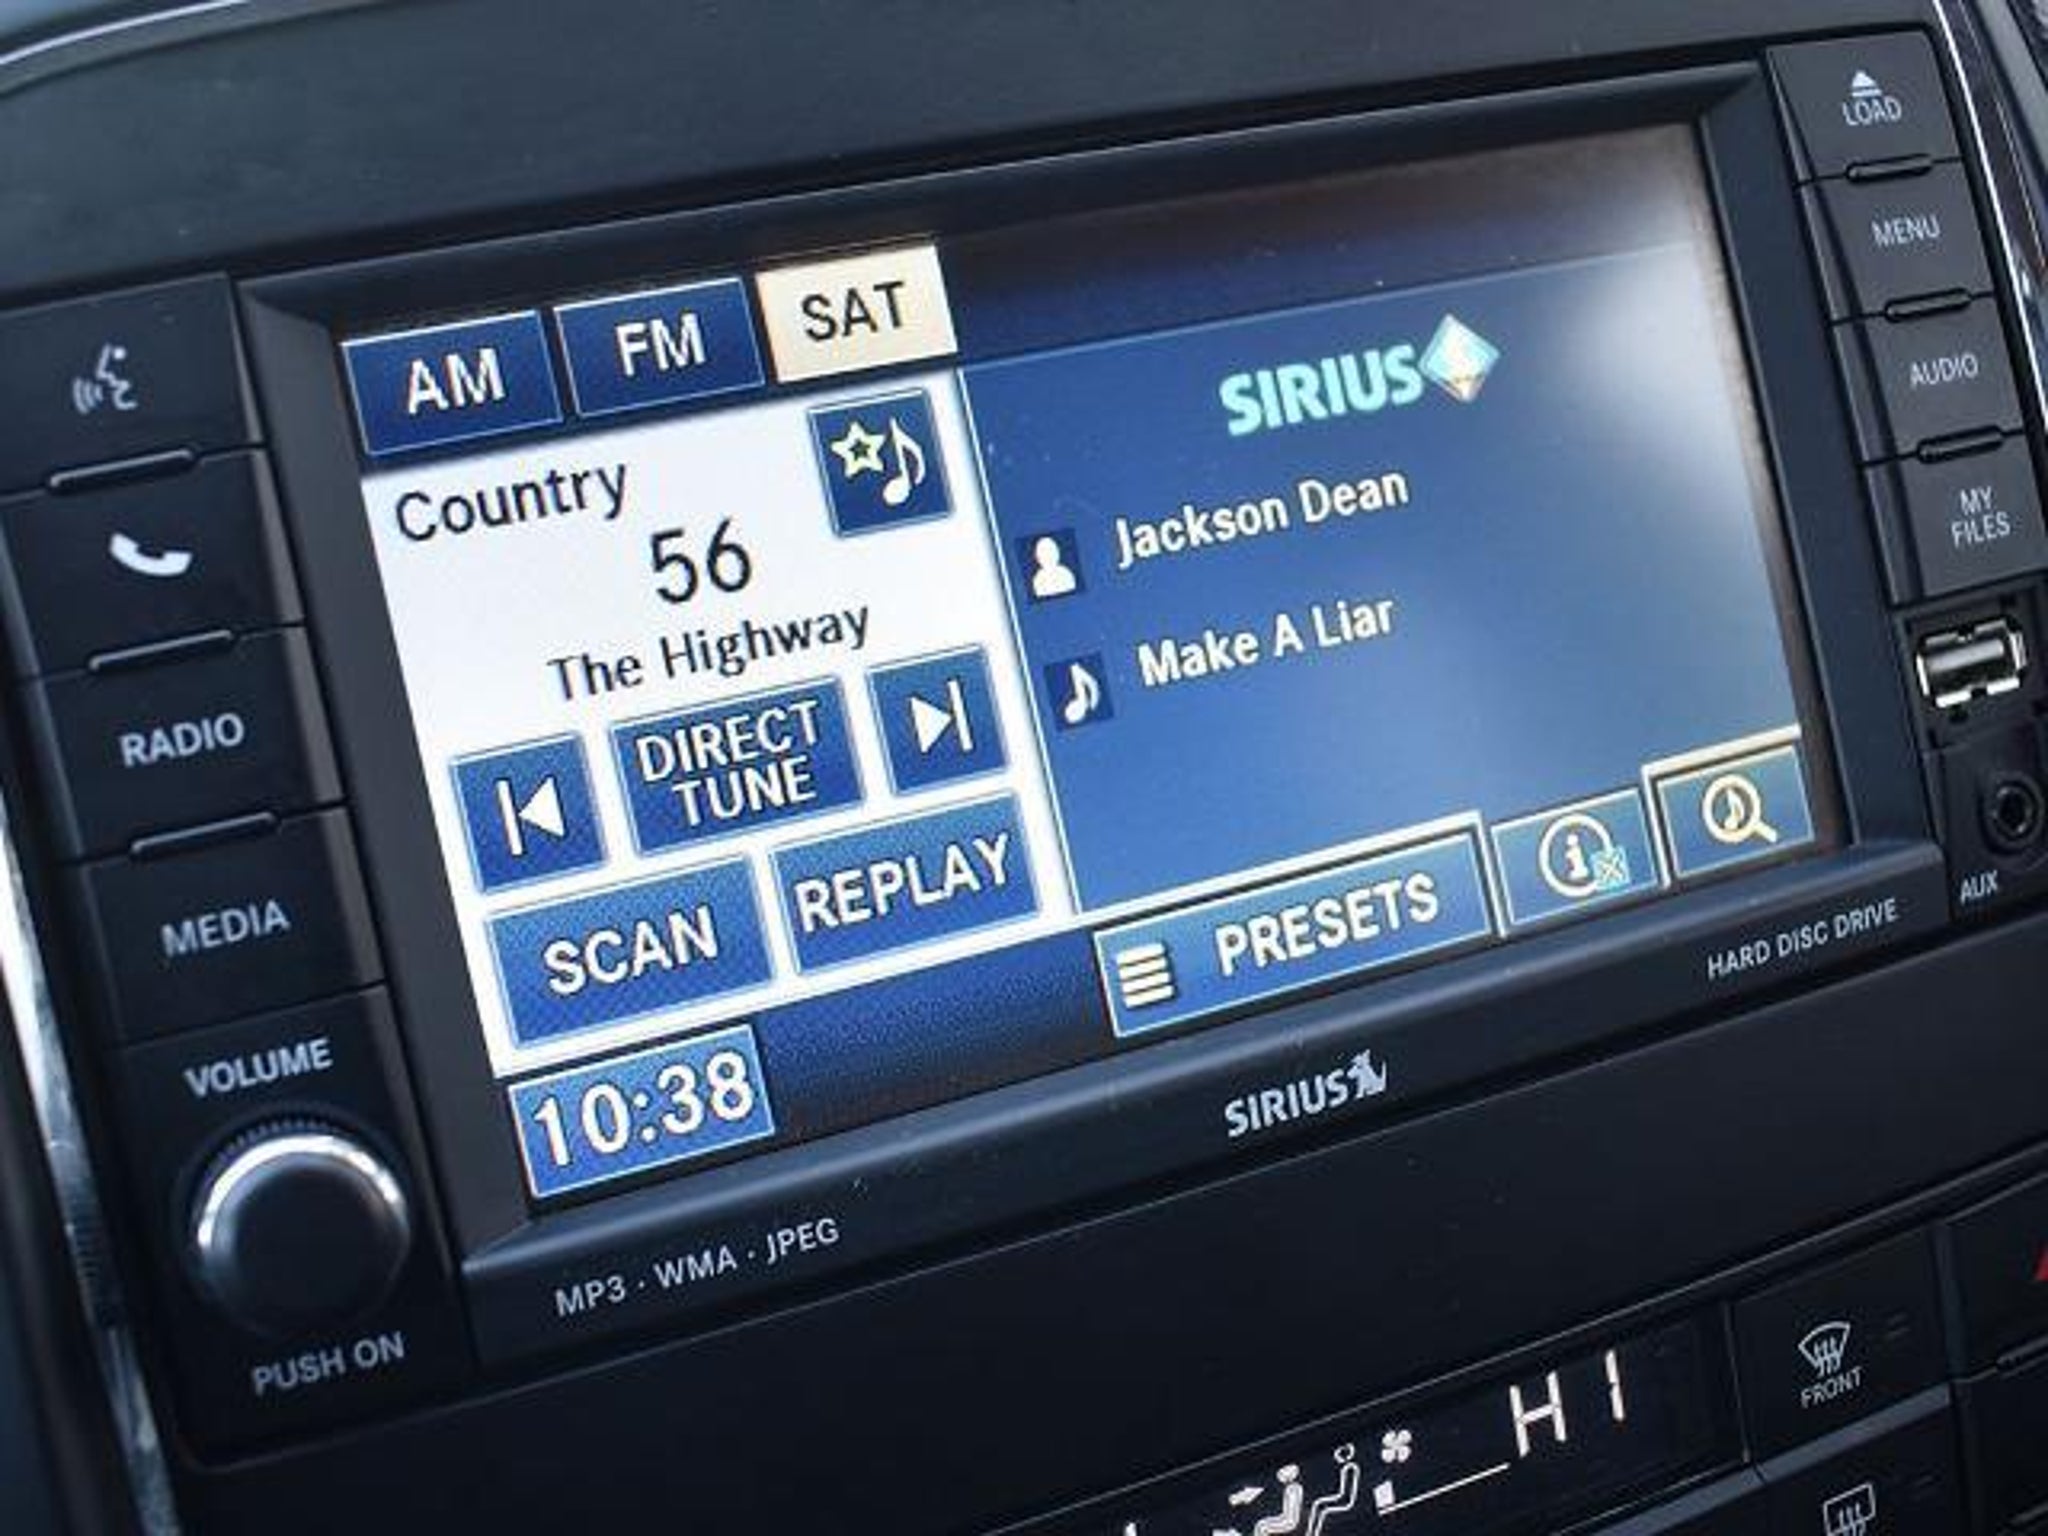 AM FM SAT
Country
56
The Highway
DIRECT
TUNE
SCAN REPLAY
10:38
SIRIUS
Jackson Dean
Make A Liar
PRESETS
RADIO
MEDIA
VOLUME
PUSH ON
LOAD
MENU
AUDIO
MY
FILES
AUX
HARD DISC DRIVE
SIRIUS
MP3 · WMA · JPEG
HI
FRONT